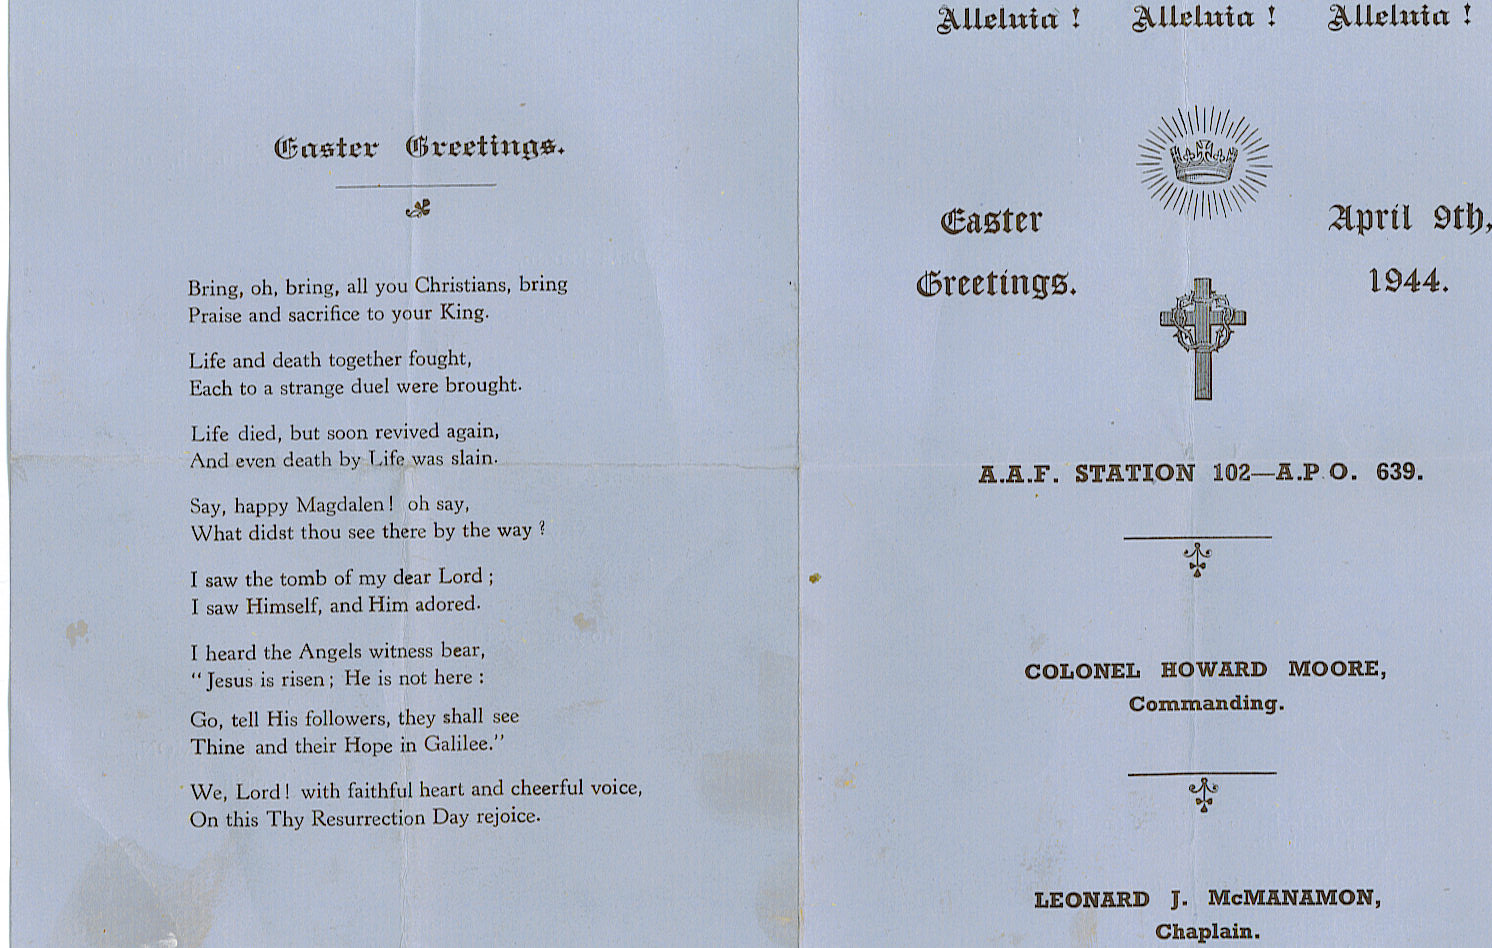 Easter Greetings.
Bring, oh, bring, all you Christians, bring
Praise and sacrifice to your King.
Life and death together fought,
Each to a strange duel were brought.
Life died, but soon revived again,
And even death by Life was slain.
Say, happy Magdalen! oh say,
What didst thou see there by the way?
I saw the tomb of my dear Lord;
I saw Himself, and Him adored.
I heard the Angels witness bear,
"Jesus is risen; He is not here:
Go, tell His followers, they shall see
Thine and their Hope in Galilee."
We, Lord! with faithful heart and cheerful voice,
On this Thy Resurrection Day rejoice.
Alleluia! Alleluia! Alleluia!
Easter April 9th,
Greetings. 1944.
A.A.F. STATION 102—A.P.O. 639.
COLONEL HOWARD MOORE,
Commanding.
LEONARD J. McMANAMON,
Chaplain.